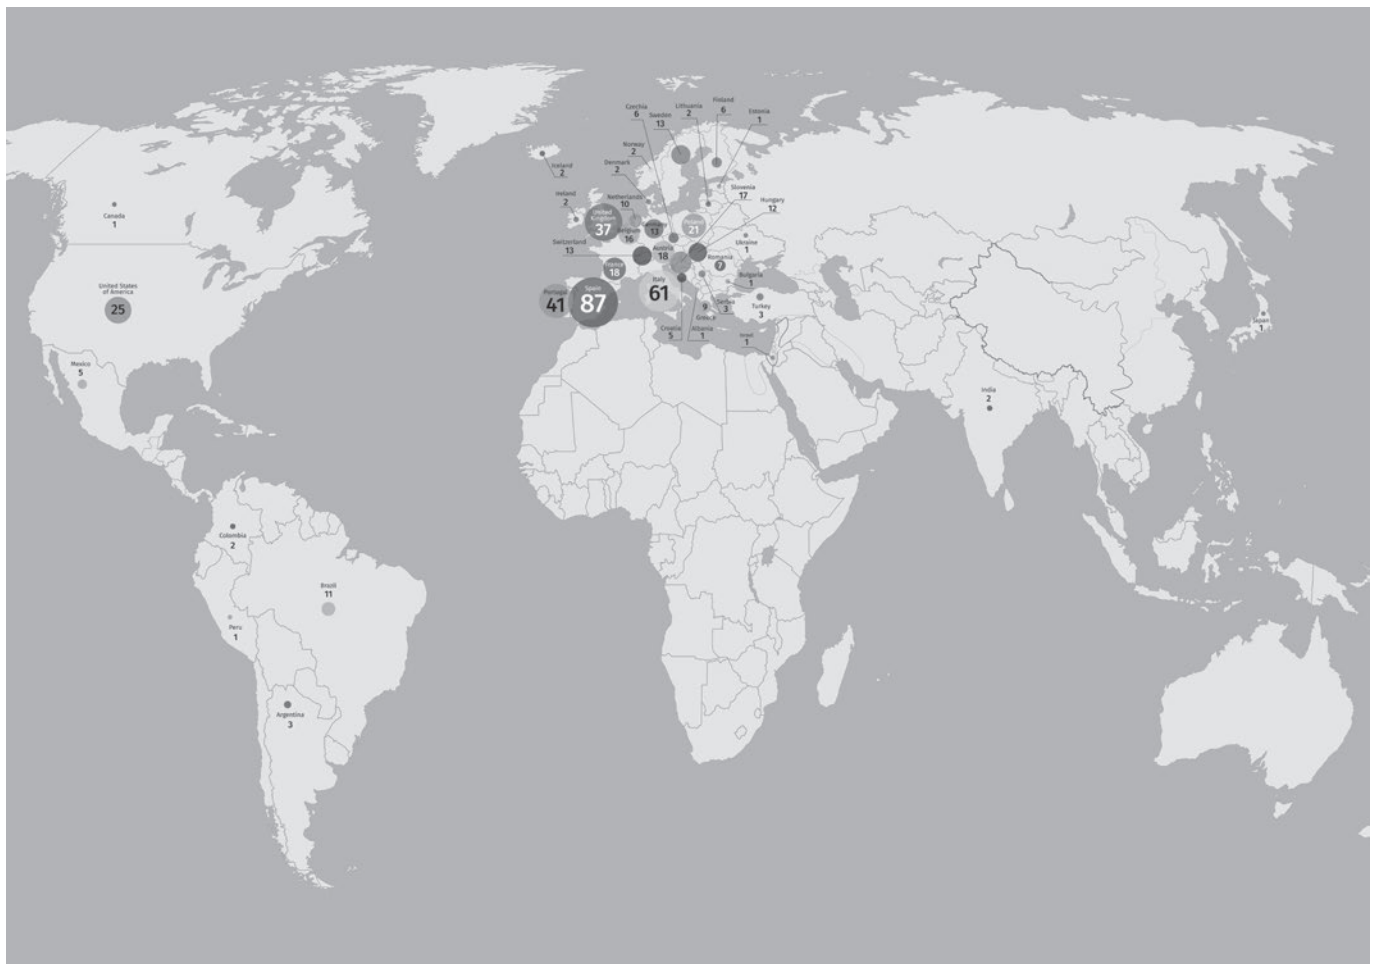 Czechia
6
Lithuania
2
Finland
6
Sweden
13
Estonia
1
Norway
2
Denmark
2
Iceland
2
Ireland
2
Netherlands
10
Slovenia
17
Hungary
12
United
Kingdom
37
Belgium
16
Germany
13
Poland
21
Switzerland
13
Austria
18
Ukraine
1
France
18
Romania
7
Portugal
41
Spain
87
Italy
61
Bulgaria
1
Serbia
3
Turkey
3
9
Greece
Croatia
5
Albania
1
Israel
1
Canada
1
United States
of America
25
Mexico
5
Japan
1
India
2
Colombia
2
Brazil
11
Peru
1
Argentina
3